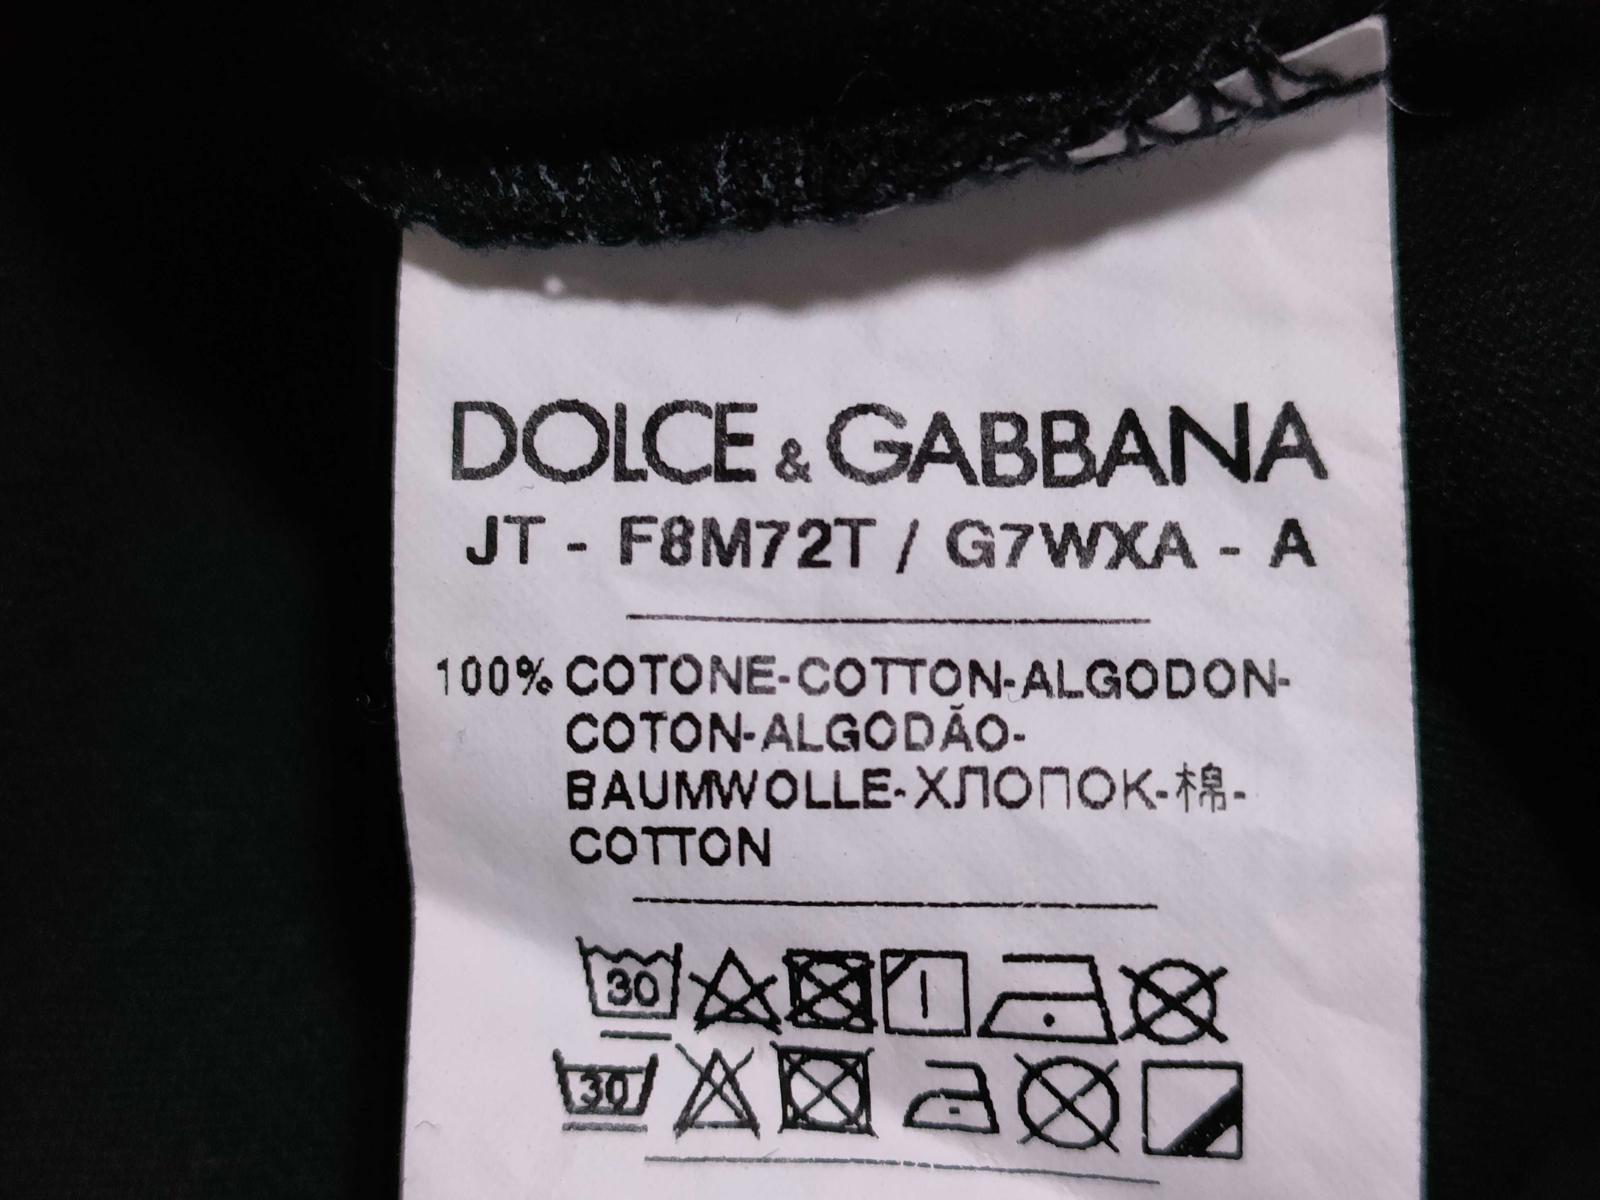 DOLCE & GABBANA
JT - F8M72T / G7WXA - A
100% COTONE-COTTON-ALGODON-
COTON-ALGODÃO-
BAUMWOLLE-ХЛОПОК-棉-
COTTON
30
30